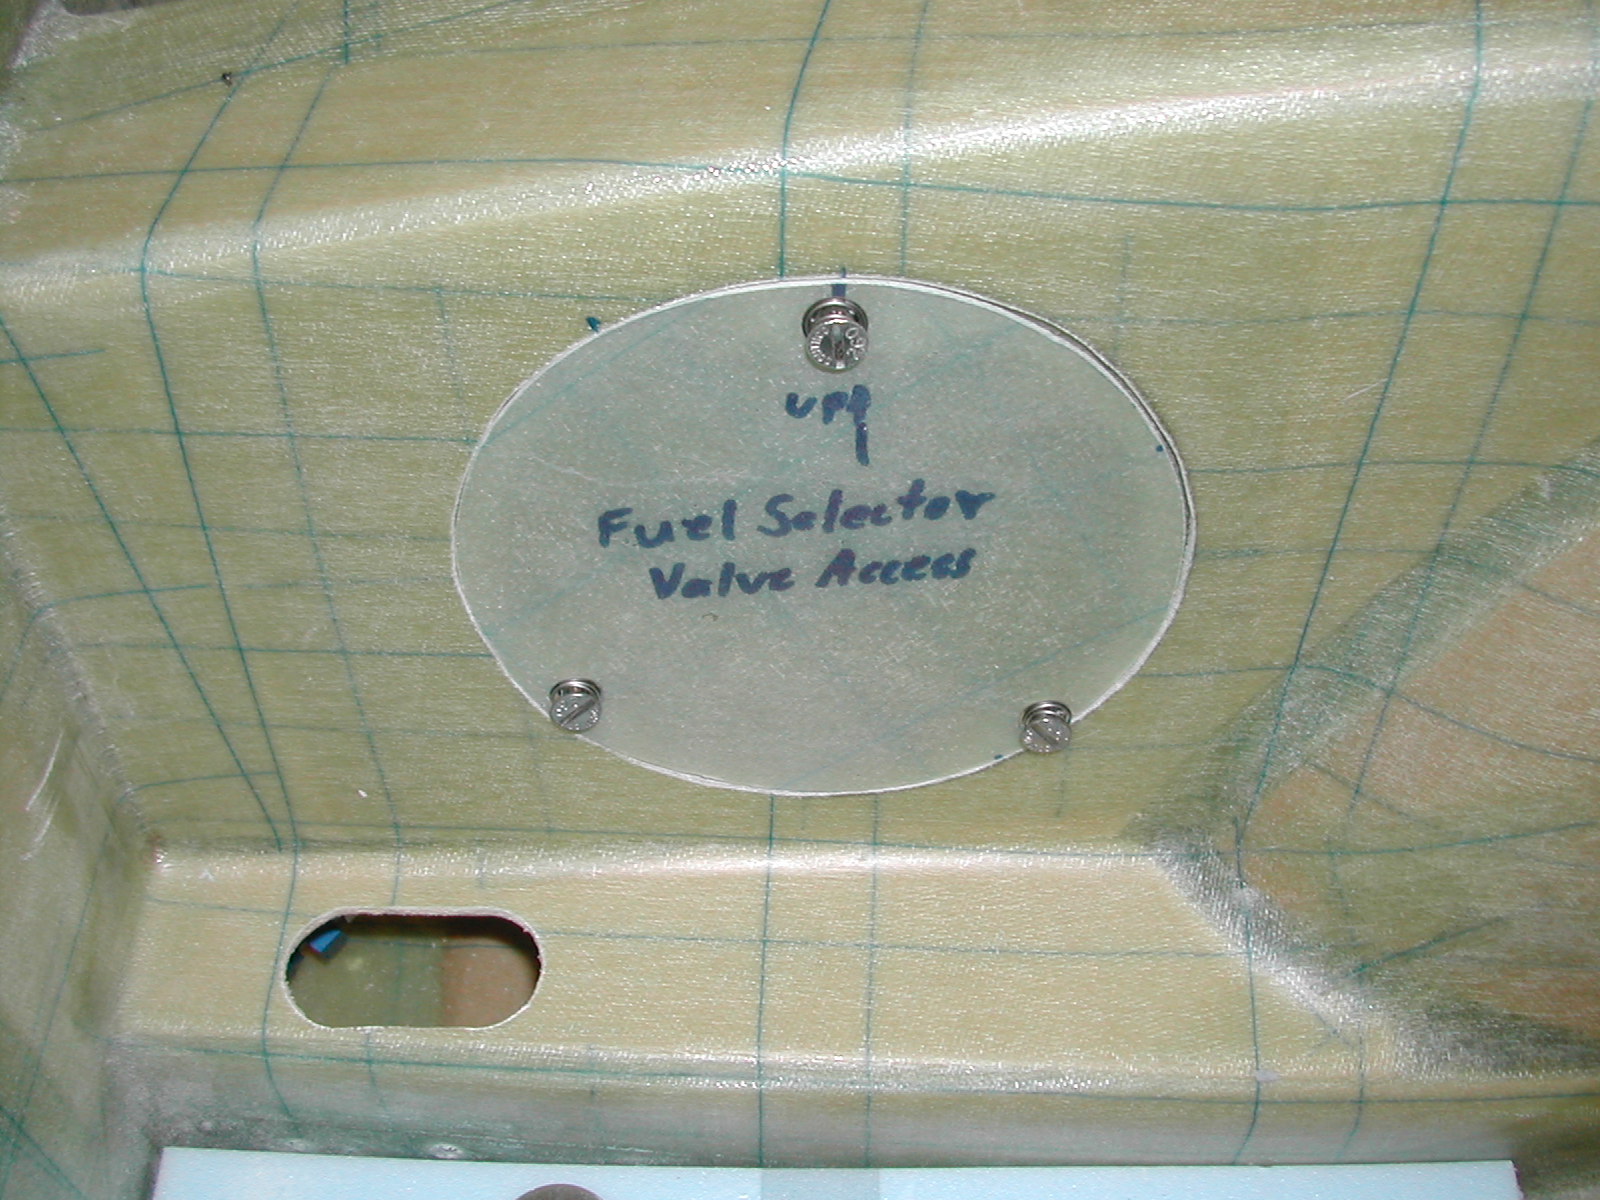 UP ↑
Fuel Selector
Valve Access